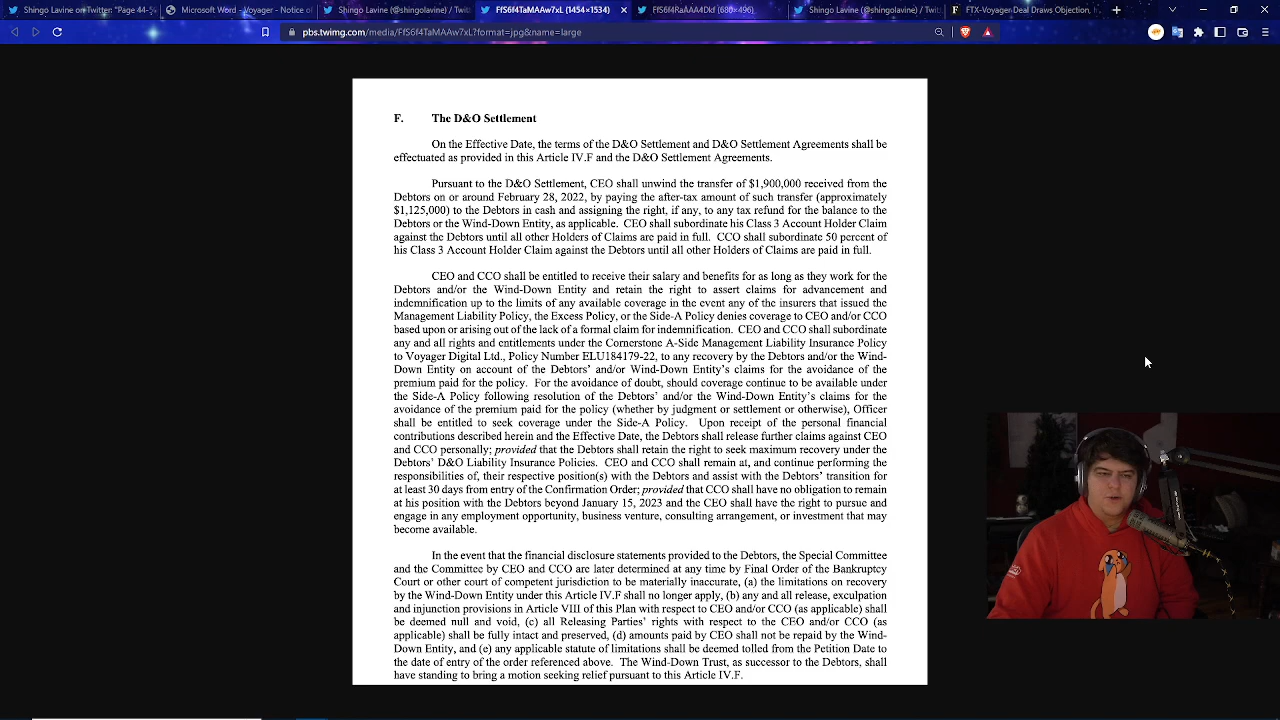 Shingo Lavine on Twitter: "Page 44-5
Microsoft Word - Voyager - Notice of
Shingo Lavine (@shingolavine) / Twit
FfS6f4TaMAAw7xL (1454×1534)
FfS6f4RaAAA4Dkf (680×496)
Shingo Lavine (@shingolavine) / Twit
FTX-Voyager Deal Draws Objection, h
pbs.twimg.com/media/FfS6f4TaMAAw7xL?format=jpg&name=large
F. The D&O Settlement
On the Effective Date, the terms of the D&O Settlement and D&O Settlement Agreements shall be
effectuated as provided in this Article IV.F and the D&O Settlement Agreements.
Pursuant to the D&O Settlement, CEO shall unwind the transfer of $1,900,000 received from the
Debtors on or around February 28, 2022, by paying the after-tax amount of such transfer (approximately
$1,125,000) to the Debtors in cash and assigning the right, if any, to any tax refund for the balance to the
Debtors or the Wind-Down Entity, as applicable. CEO shall subordinate his Class 3 Account Holder Claim
against the Debtors until all other Holders of Claims are paid in full. CCO shall subordinate 50 percent of
his Class 3 Account Holder Claim against the Debtors until all other Holders of Claims are paid in full.
CEO and CCO shall be entitled to receive their salary and benefits for as long as they work for the
Debtors and/or the Wind-Down Entity and retain the right to assert claims for advancement and
indemnification up to the limits of any available coverage in the event any of the insurers that issued the
Management Liability Policy, the Excess Policy, or the Side-A Policy denies coverage to CEO and/or CCO
based upon or arising out of the lack of a formal claim for indemnification. CEO and CCO shall subordinate
any and all rights and entitlements under the Cornerstone A-Side Management Liability Insurance Policy
to Voyager Digital Ltd., Policy Number ELU184179-22, to any recovery by the Debtors and/or the Wind-
Down Entity on account of the Debtors' and/or Wind-Down Entity's claims for the avoidance of the
premium paid for the policy. For the avoidance of doubt, should coverage continue to be available under
the Side-A Policy following resolution of the Debtors' and/or the Wind-Down Entity's claims for the
avoidance of the premium paid for the policy (whether by judgment or settlement or otherwise), Officer
shall be entitled to seek coverage under the Side-A Policy. Upon receipt of the personal financial
contributions described herein and the Effective Date, the Debtors shall release further claims against CEO
and CCO personally; provided that the Debtors shall retain the right to seek maximum recovery under the
Debtors' D&O Liability Insurance Policies. CEO and CCO shall remain at, and continue performing the
responsibilities of, their respective position(s) with the Debtors and assist with the Debtors' transition for
at least 30 days from entry of the Confirmation Order; provided that CCO shall have no obligation to remain
at his position with the Debtors beyond January 15, 2023 and the CEO shall have the right to pursue and
engage in any employment opportunity, business venture, consulting arrangement, or investment that may
become available.
In the event that the financial disclosure statements provided to the Debtors, the Special Committee
and the Committee by CEO and CCO are later determined at any time by Final Order of the Bankruptcy
Court or other court of competent jurisdiction to be materially inaccurate, (a) the limitations on recovery
by the Wind-Down Entity under this Article IV.F shall no longer apply, (b) any and all release, exculpation
and injunction provisions in Article VIII of this Plan with respect to CEO and/or CCO (as applicable) shall
be deemed null and void, (c) all Releasing Parties' rights with respect to the CEO and/or CCO (as
applicable) shall be fully intact and preserved, (d) amounts paid by CEO shall not be repaid by the Wind-
Down Entity, and (e) any applicable statute of limitations shall be deemed tolled from the Petition Date to
the date of entry of the order referenced above. The Wind-Down Trust, as successor to the Debtors, shall
have standing to bring a motion seeking relief pursuant to this Article IV.F.